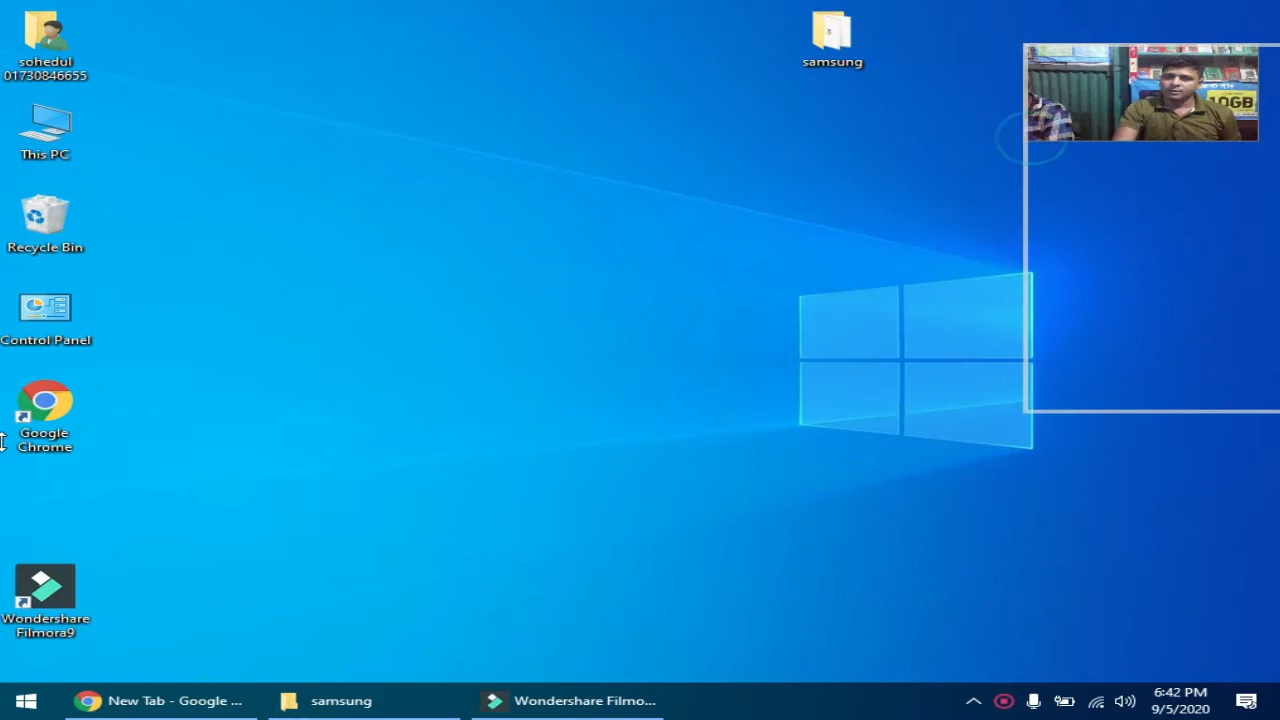 sohedul
01730846655
This PC
Recycle Bin
Control Panel
Google
Chrome
Wondershare
Filmora9
samsung
10GB
New Tab - Google ...
samsung
Wondershare Filmo...
6:42 PM
9/5/2020